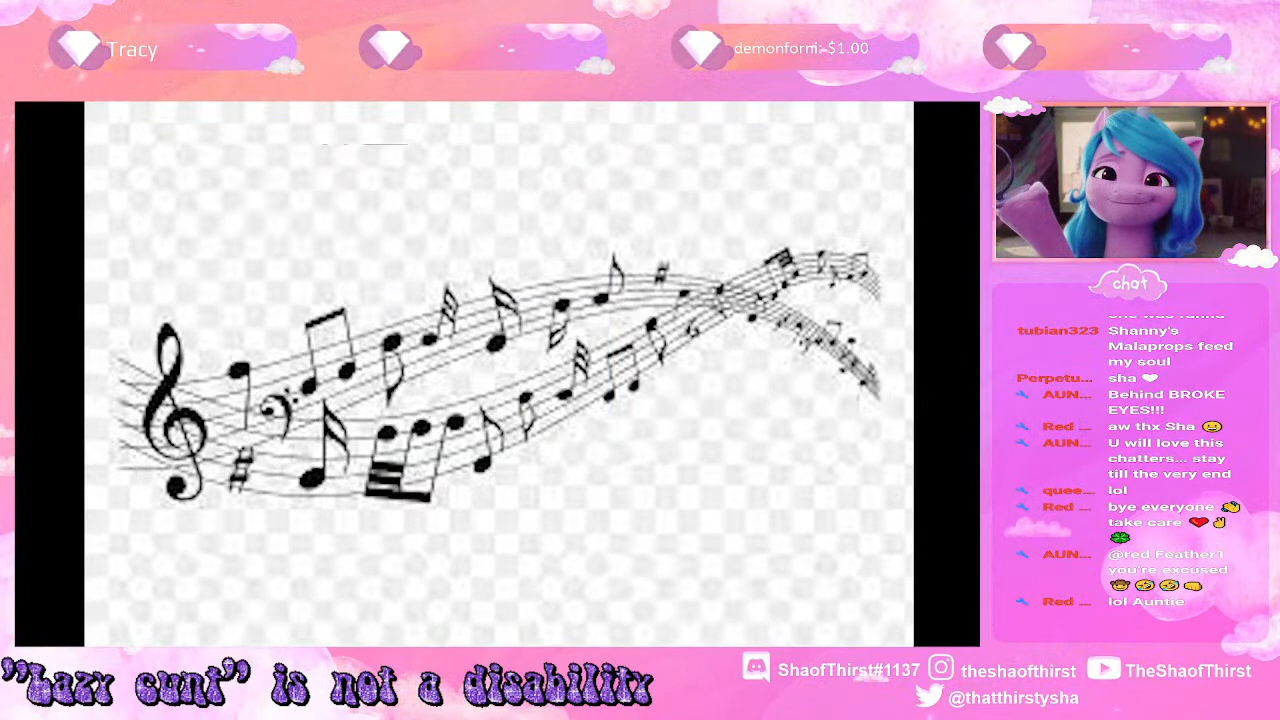 Tracy
demonform: $1.00
chat
tubian323 Shanny's
Malaprops feed
my soul
Perpetu... sha
AUN... Behind BROKE
EYES!!!
Red ... aw thx Sha
AUN... U will love this
chatters... stay
till the very end
quee... lol
Red ... bye everyone
take care
AUN... @red Feather1
you're excused
Red ... lol Auntie
"Lazy cunt" is not a disability
ShaofThirst#1137 theshaofthirst TheShaofThirst
@thatthirstysha